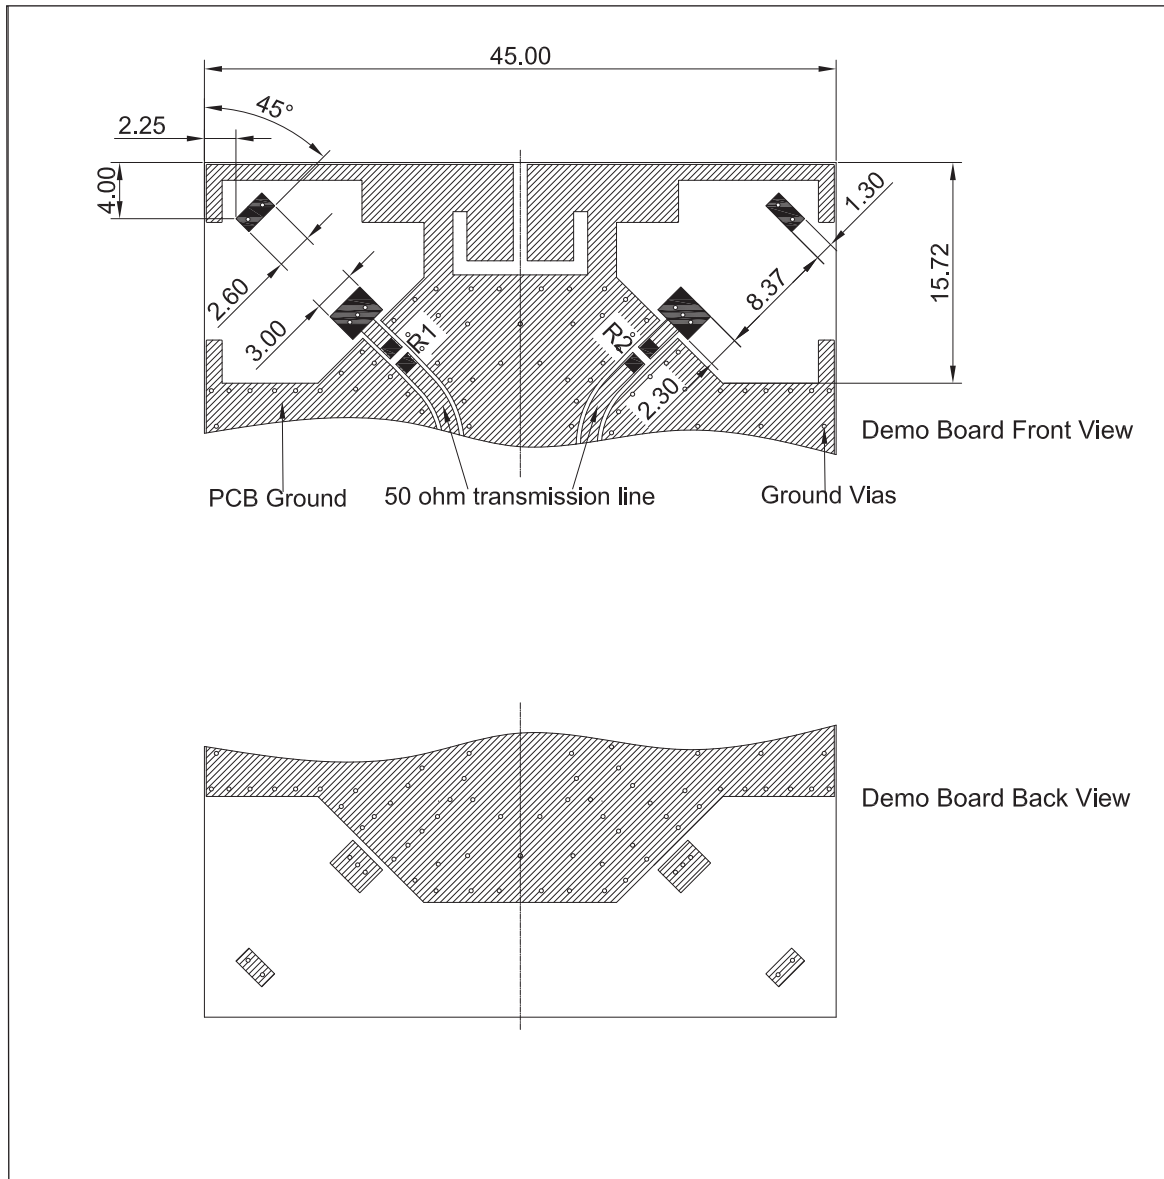 45.00
45°
2.25
4.00
1.30
2.60
8.37
15.72
3.00
R1
R2
2.30
Demo Board Front View
PCB Ground
50 ohm transmission line
Ground Vias
Demo Board Back View